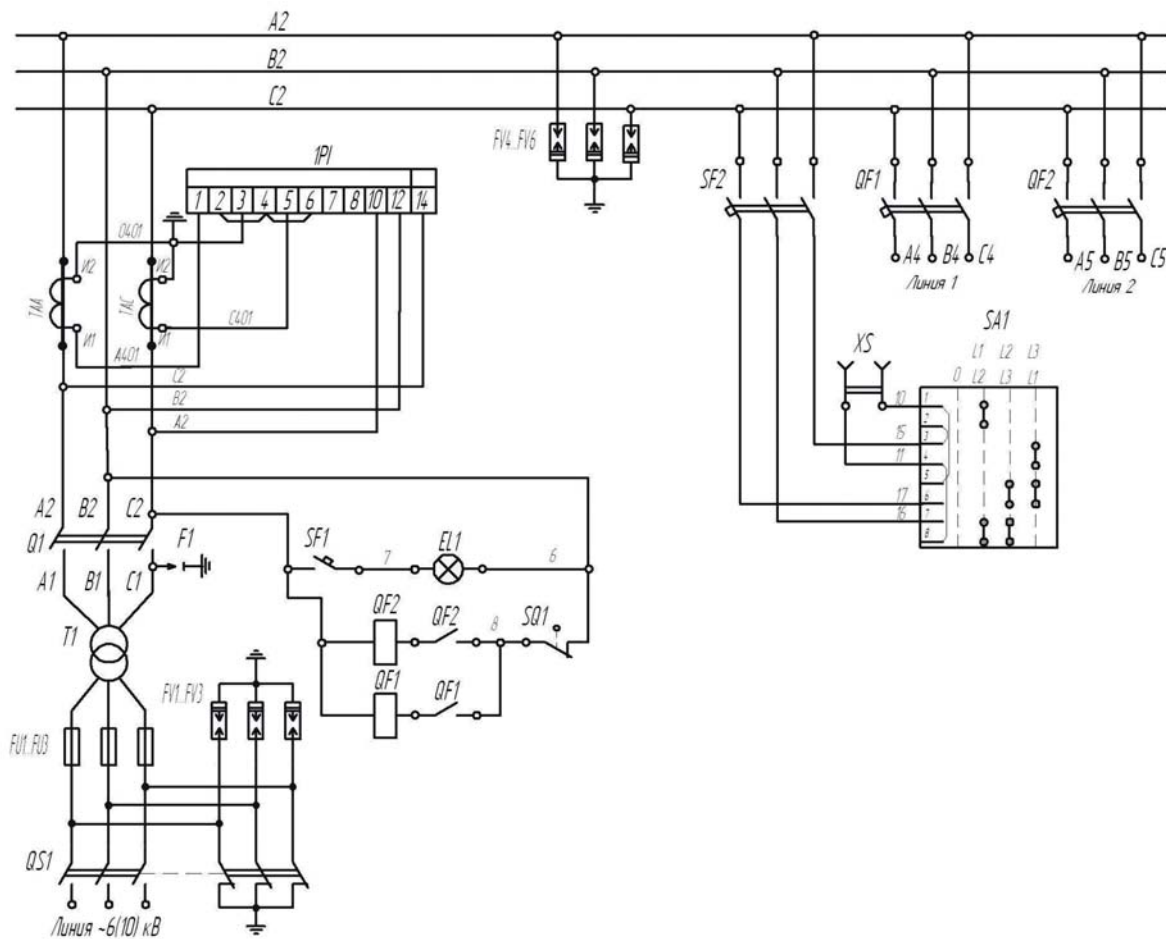 A2
B2
C2
1PI
1 2 3 4 5 6 7 8 10 12 14
FV4..FV6
SF2
QF1
QF2
0401
И2
И2
TAA
TAC
И1
И1
C401
A401
C2
B2
A2
A4 B4 C4
Линия 1
A5 B5 C5
Линия 2
SA1
XS
L1 L2 L3
0 L2 L3 L1
10 1
2
15 3
11 4
5
17 6
16 7
8
A2 B2 C2
Q1
F1
A1 B1 C1
SF1
7
EL1
6
T1
QF2
QF2
8
SQ1
QF1
QF1
FV1..FV3
FU1..FU3
QS1
Линия ~6(10) кВ